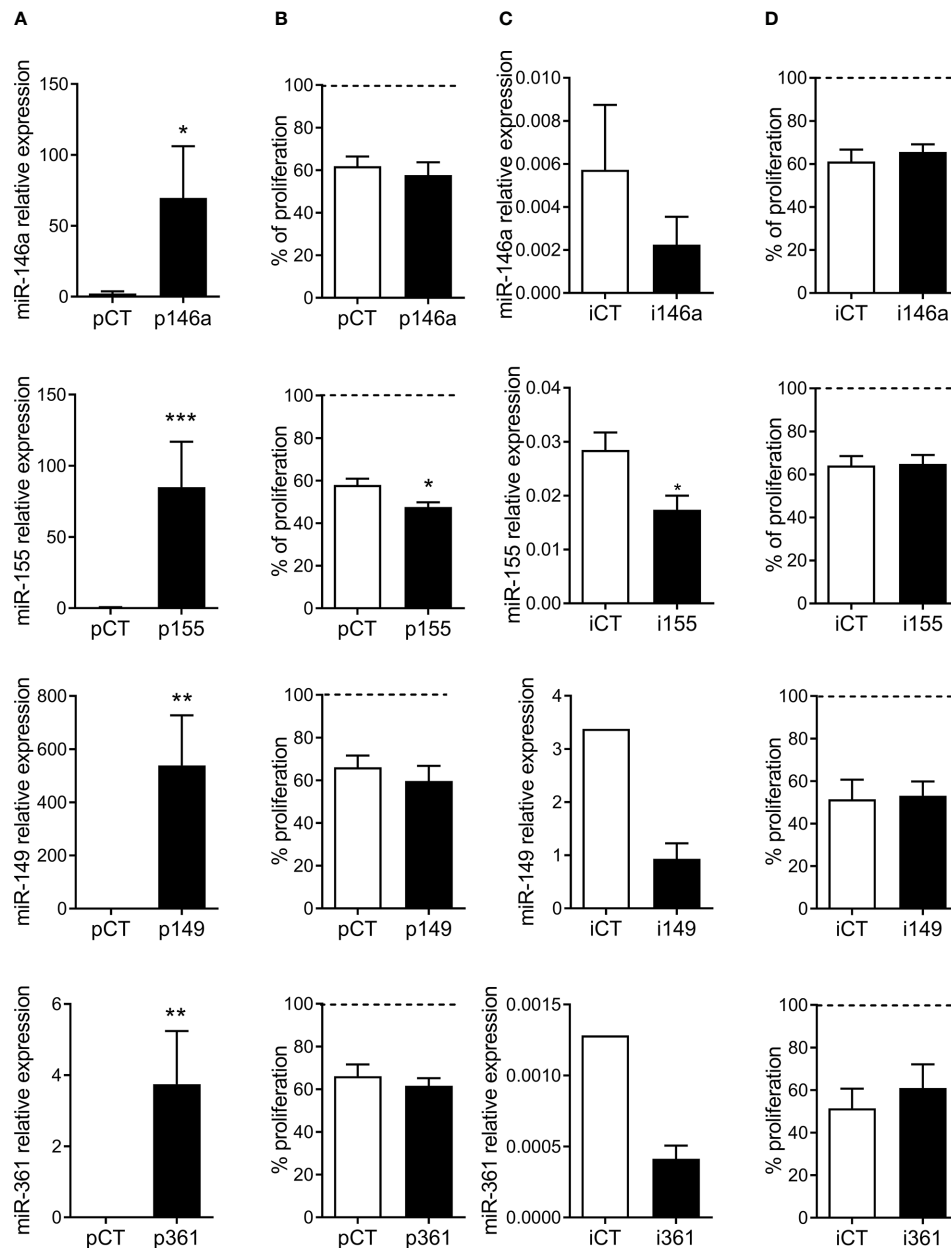 A B C D
miR-146a relative expression
150
100
50
0
*
pCT p146a
% of proliferation
100
80
60
40
20
0
pCT p146a
miR-146a relative expression
0.010
0.008
0.006
0.004
0.002
0.000
iCT i146a
% of proliferation
100
80
60
40
20
0
iCT i146a
miR-155 relative expression
150
100
50
0
***
pCT p155
% of proliferation
100
80
60
40
20
0
*
pCT p155
miR-155 relative expression
0.04
0.03
0.02
0.01
0.00
*
iCT i155
% of proliferation
100
80
60
40
20
0
iCT i155
miR-149 relative expression
800
600
400
200
0
**
pCT p149
% proliferation
100
80
60
40
20
0
pCT p149
miR-149 relative expression
4
3
2
1
0
iCT i149
% proliferation
100
80
60
40
20
0
iCT i149
miR-361 relative expression
6
4
2
0
**
pCT p361
% proliferation
100
80
60
40
20
0
pCT p361
miR-361 relative expression
0.0015
0.0010
0.0005
0.0000
iCT i361
% proliferation
100
80
60
40
20
0
iCT i361